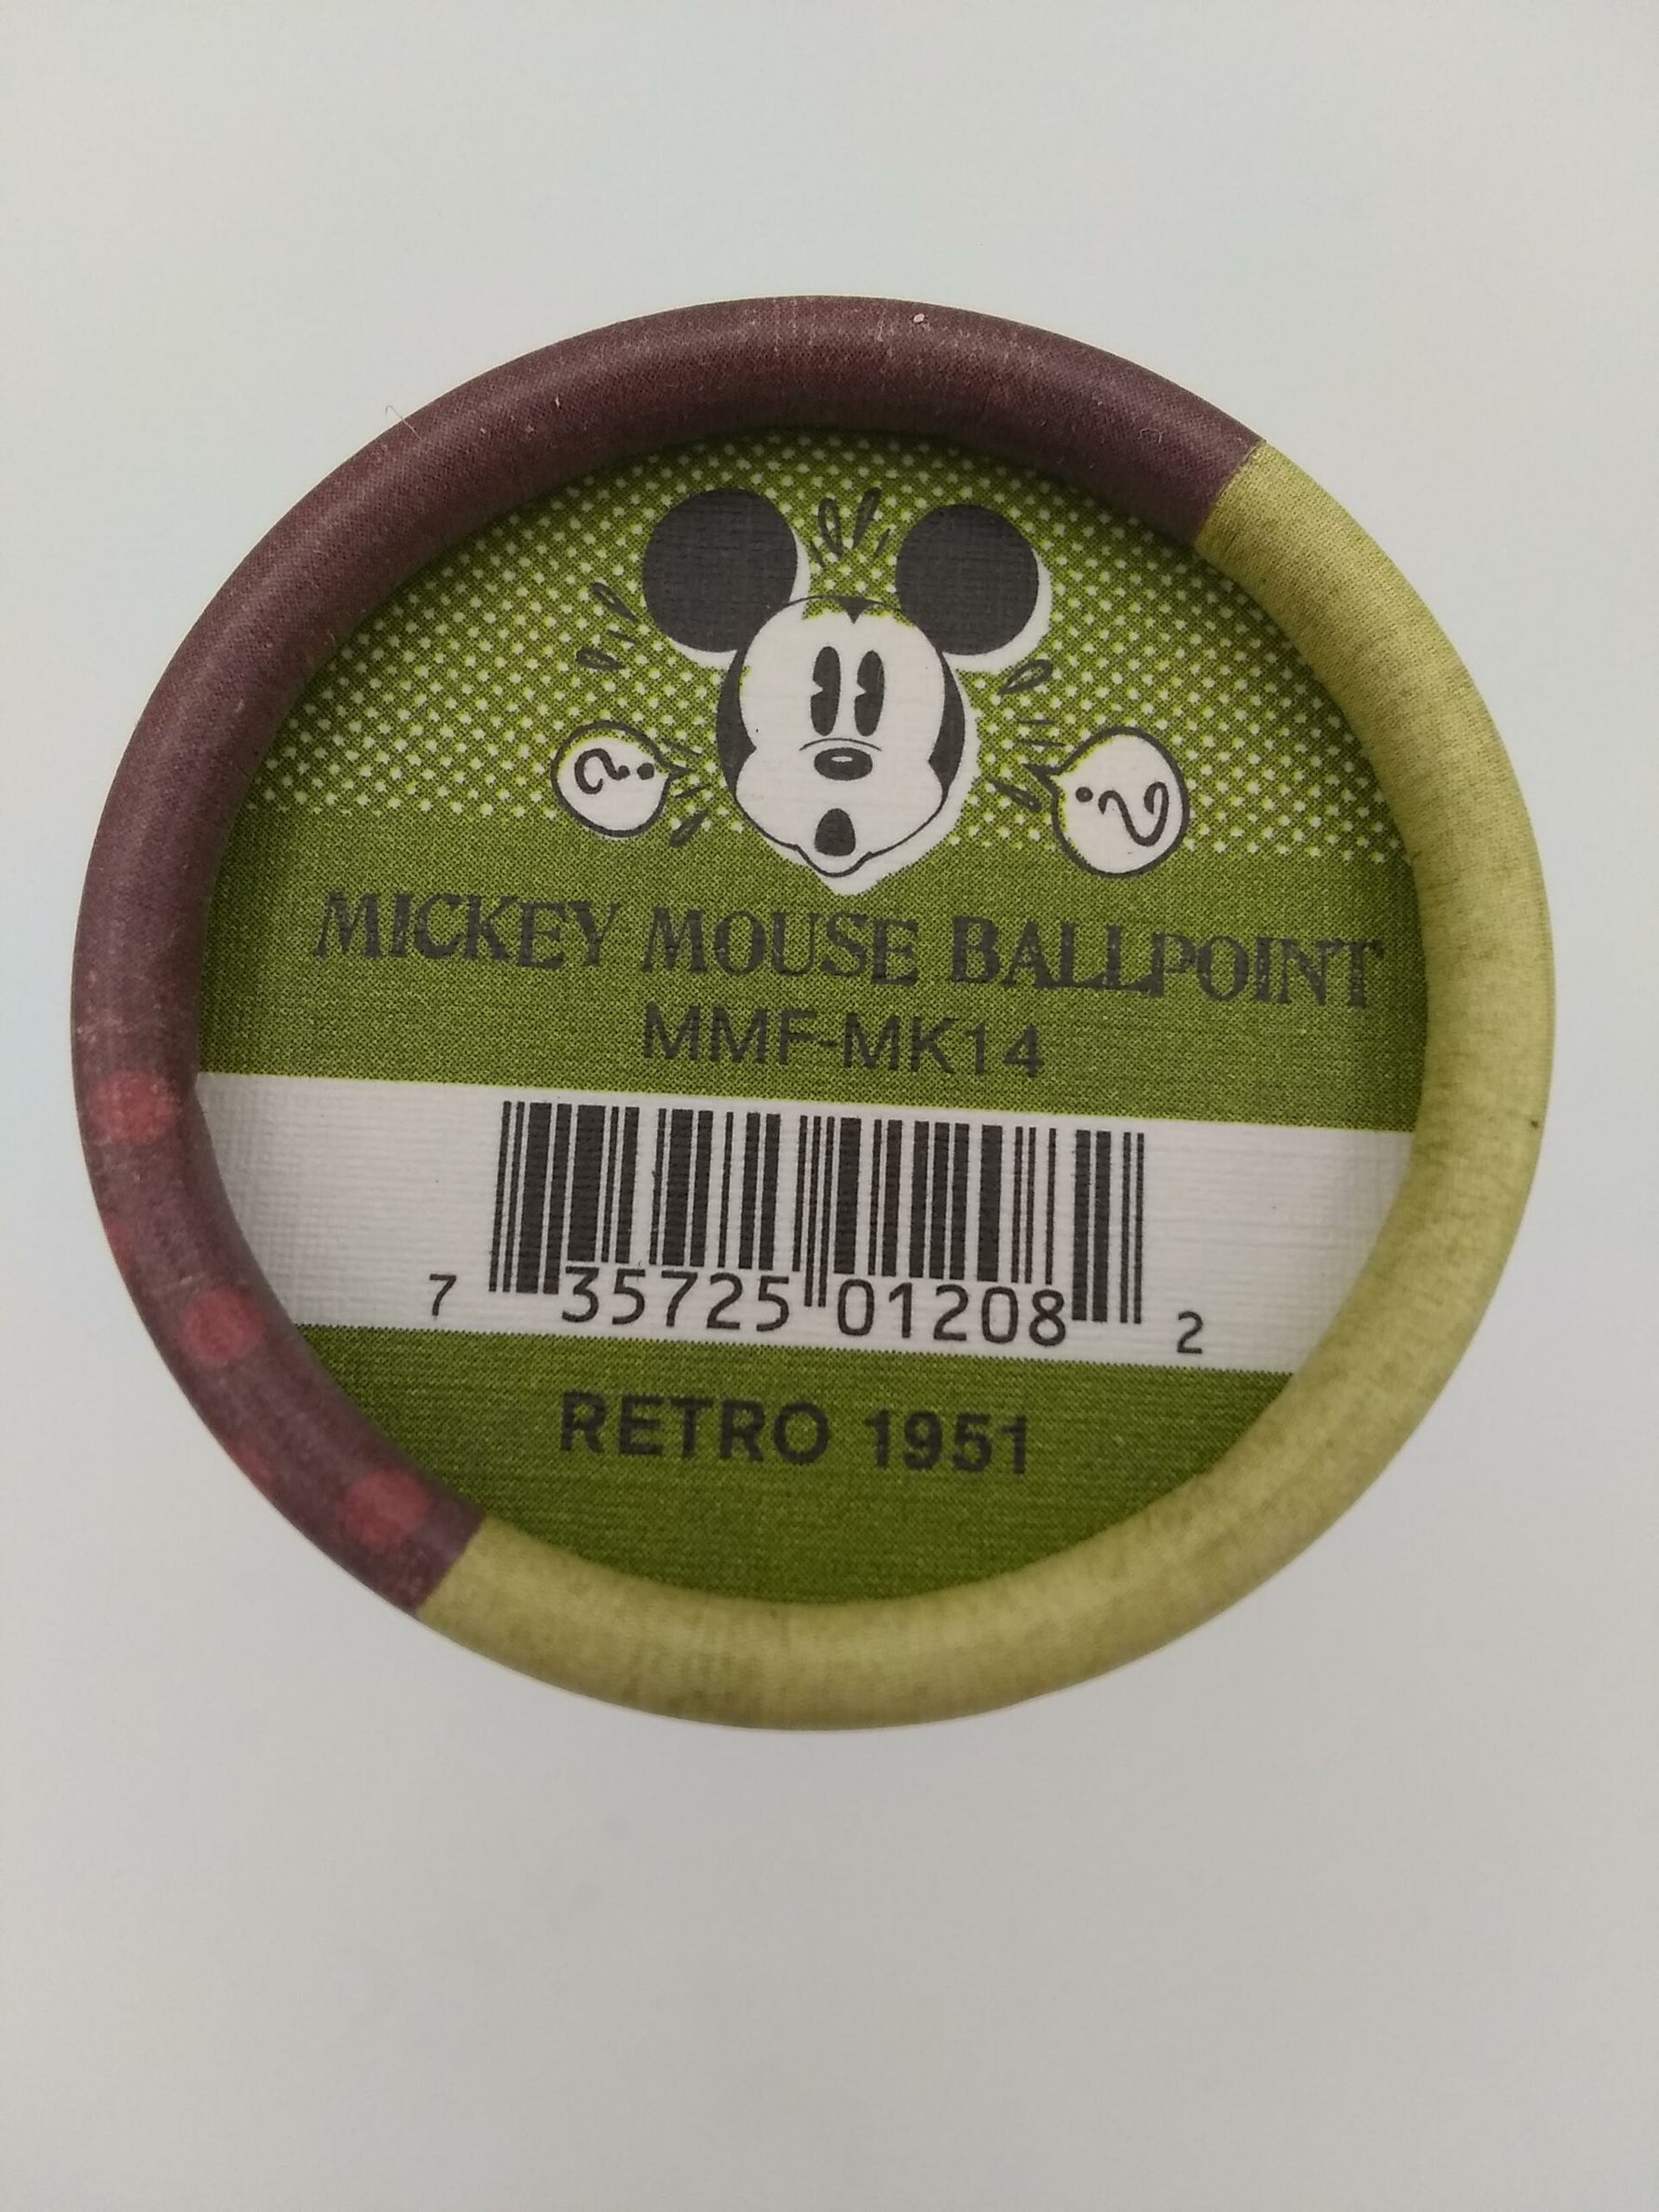 ? ?
MICKEY MOUSE BALLPOINT
MMF-MK14
7 35725 01208 2
RETRO 1951